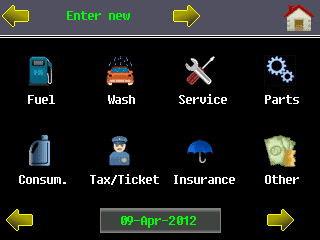 Enter new
Fuel Wash Service Parts
Consum. Tax/Ticket Insurance Other
09-Apr-2012